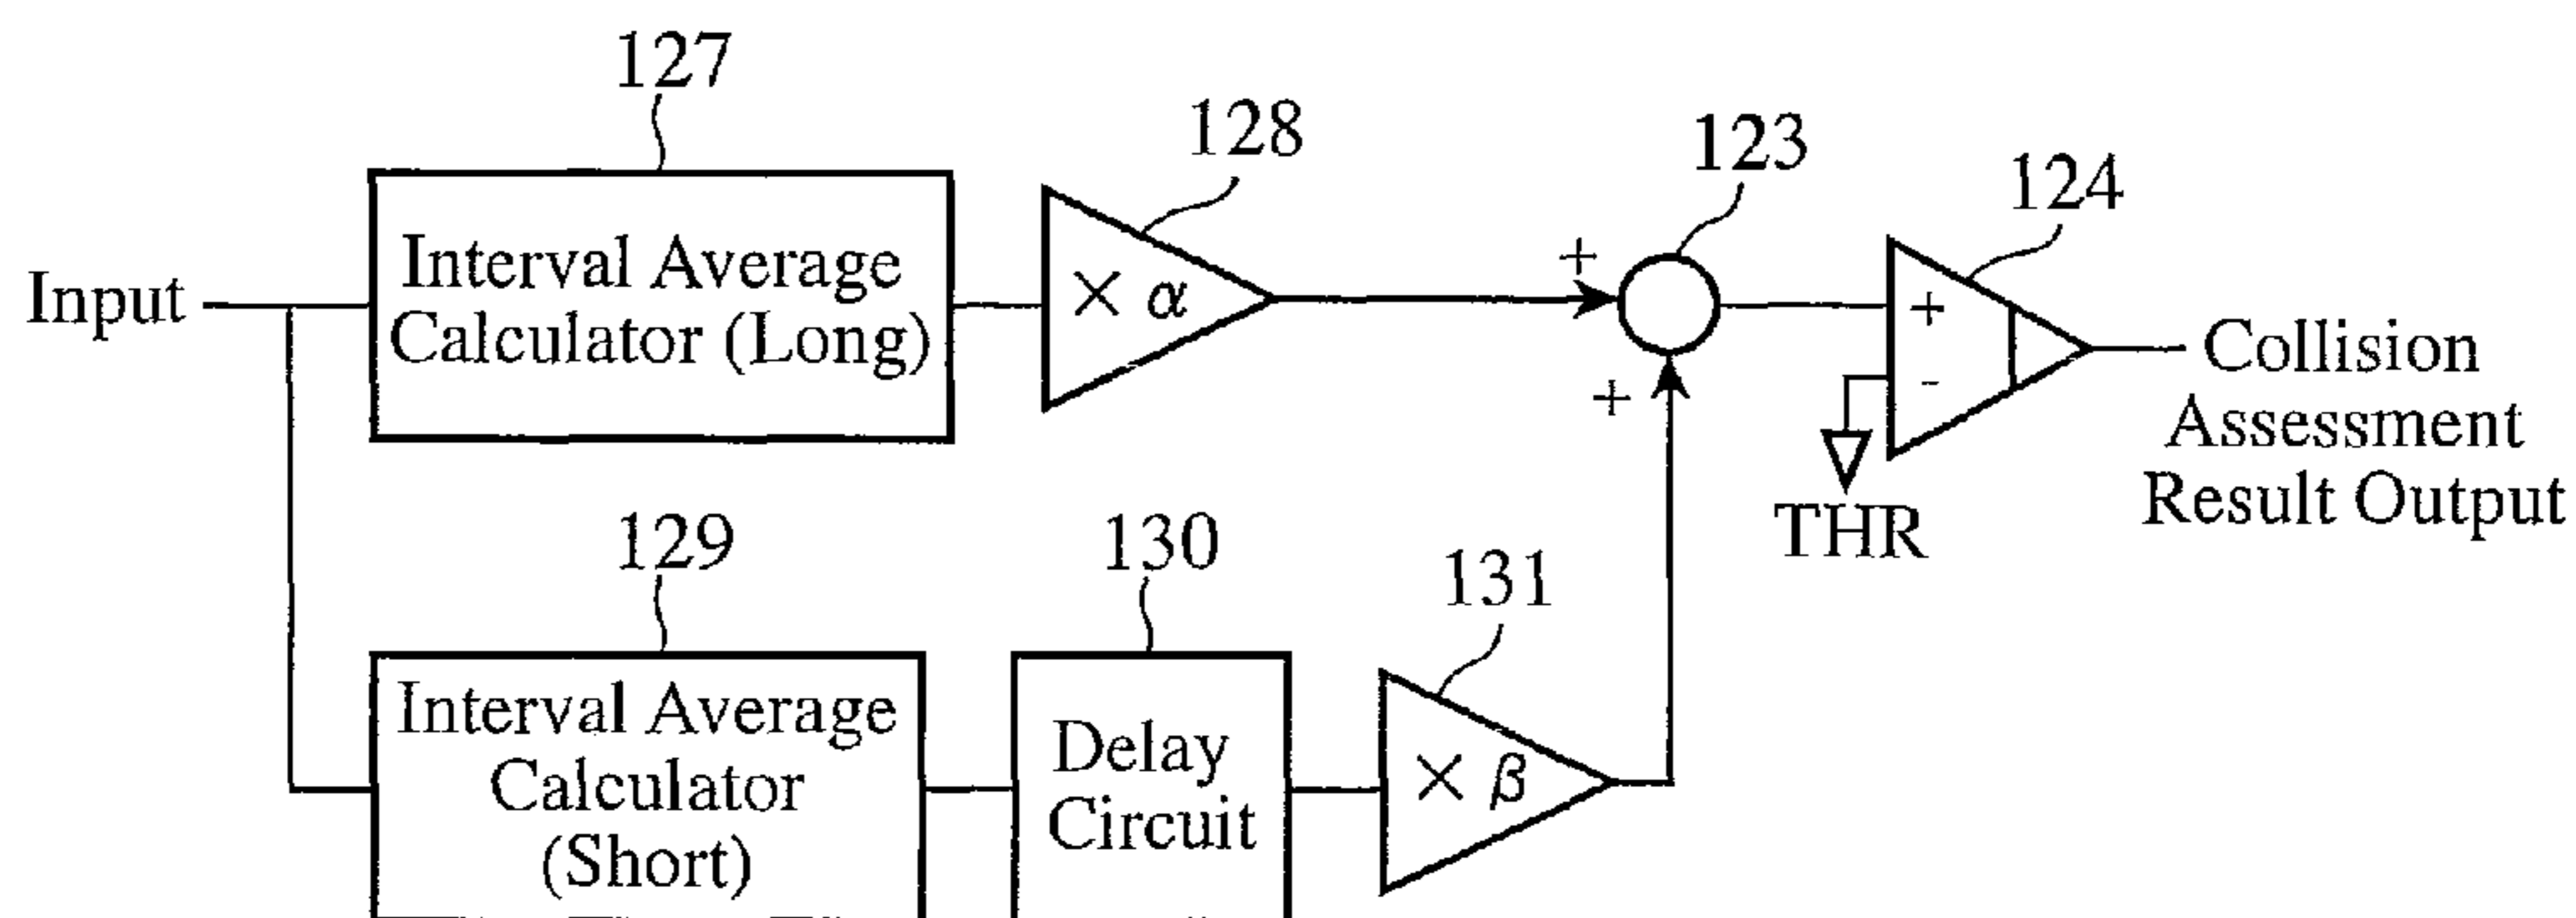 127
128
123
124
Input
Interval Average
Calculator (Long)
× α
+
+
+
-
THR
Collision
Assessment
Result Output
129
130
131
Interval Average
Calculator
(Short)
Delay
Circuit
× β